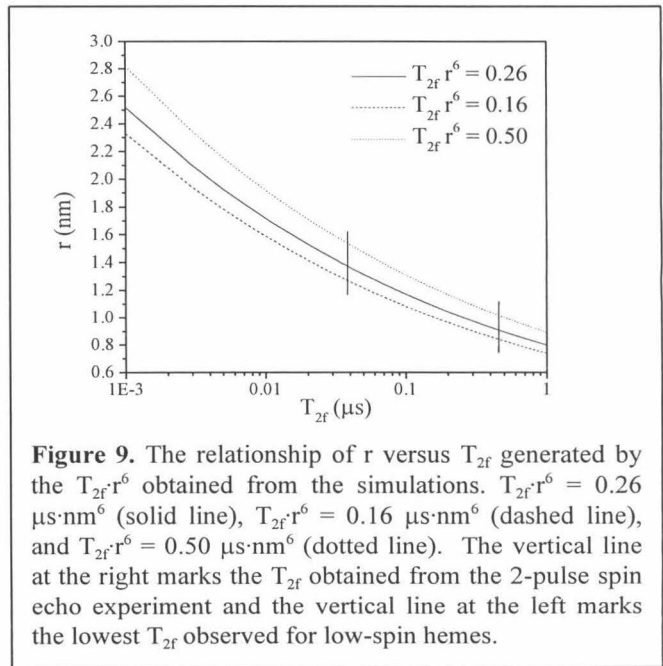 3.0
2.8
2.6
2.4
2.2
2.0
1.8
1.6
1.4
1.2
1.0
0.8
0.6
r (nm)
T₂f r⁶ = 0.26
T₂f r⁶ = 0.16
T₂f r⁶ = 0.50
1E-3 0.01 0.1 1
T₂f (μs)
Figure 9. The relationship of r versus T₂f generated by
the T₂f·r⁶ obtained from the simulations. T₂f·r⁶ = 0.26
μs·nm⁶ (solid line), T₂f·r⁶ = 0.16 μs·nm⁶ (dashed line),
and T₂f·r⁶ = 0.50 μs·nm⁶ (dotted line). The vertical line
at the right marks the T₂f obtained from the 2-pulse spin
echo experiment and the vertical line at the left marks
the lowest T₂f observed for low-spin hemes.